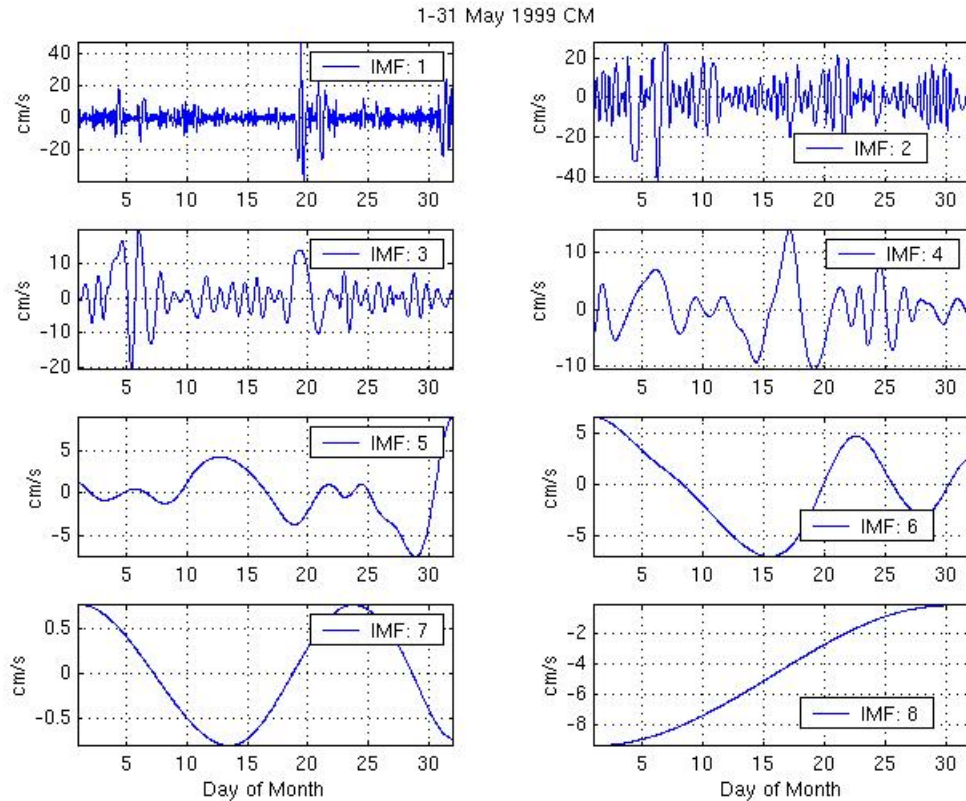 1-31 May 1999 CM
40
20
0
-20
cm/s
IMF: 1
5 10 15 20 25 30
20
0
-20
-40
cm/s
IMF: 2
5 10 15 20 25 30
10
0
-10
-20
cm/s
IMF: 3
5 10 15 20 25 30
10
0
-10
cm/s
IMF: 4
5 10 15 20 25 30
5
0
-5
cm/s
IMF: 5
5 10 15 20 25 30
5
0
-5
cm/s
IMF: 6
5 10 15 20 25 30
0.5
0
-0.5
cm/s
IMF: 7
5 10 15 20 25 30
Day of Month
-2
-4
-6
-8
cm/s
IMF: 8
5 10 15 20 25 30
Day of Month